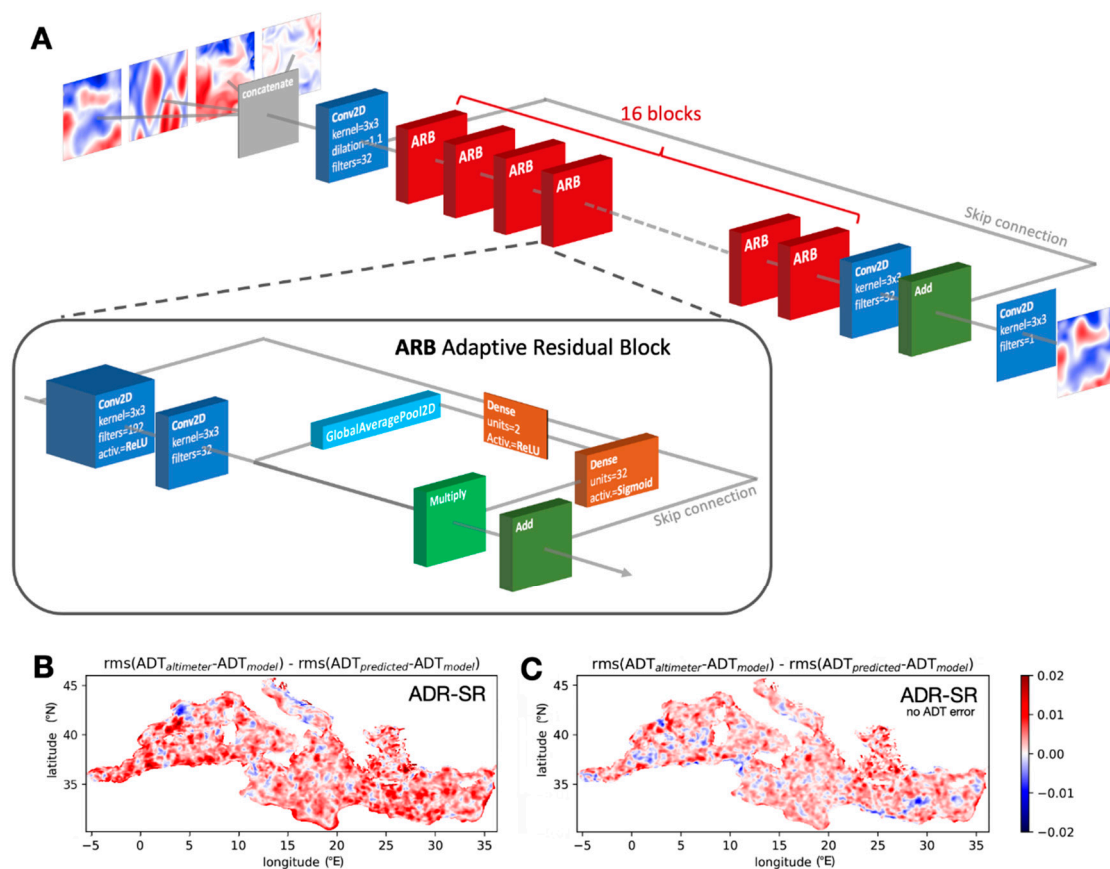 A
concatenate
Conv2D
kernel=3x3
dilation=1,1
filters=32
ARB
ARB
ARB
ARB
16 blocks
Skip connection
ARB
ARB
Conv2D
kernel=3x3
filters=32
Add
Conv2D
kernel=3x3
filters=1
ARB Adaptive Residual Block
Conv2D
kernel=3x3
filters=192
activ.=ReLU
Conv2D
kernel=3x3
filters=32
GlobalAveragePool2D
Dense
units=2
Activ.=ReLU
Dense
units=32
activ.=Sigmoid
Multiply
Add
Skip connection
B
rms(ADTaltimeter-ADTmodel) - rms(ADTpredicted-ADTmodel)
ADR-SR
latitude (°N)
45
40
35
-5 0 5 10 15 20 25 30 35
longitude (°E)
C
rms(ADTaltimeter-ADTmodel) - rms(ADTpredicted-ADTmodel)
ADR-SR
no ADT error
latitude (°N)
45
40
35
-5 0 5 10 15 20 25 30 35
longitude (°E)
0.02
0.01
0.00
−0.01
−0.02